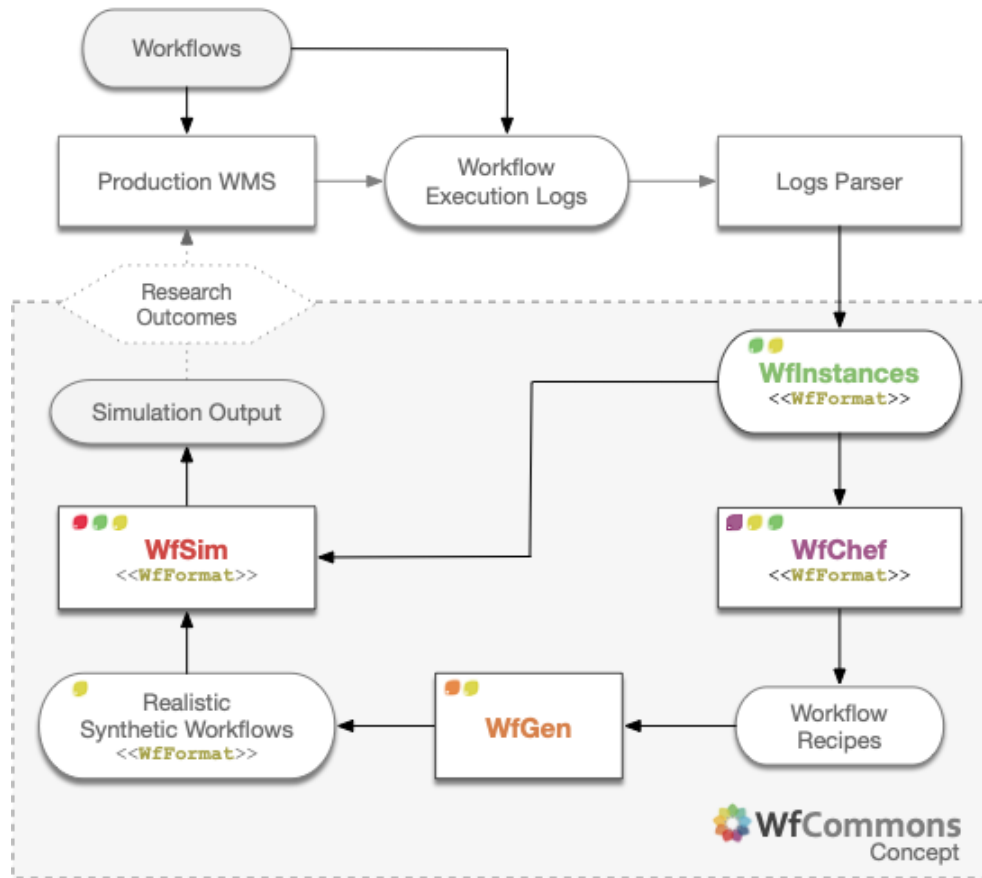 Workflows
Production WMS
Workflow
Execution Logs
Logs Parser
Research
Outcomes
WfInstances
<<WfFormat>>
Simulation Output
WfSim
<<WfFormat>>
WfChef
<<WfFormat>>
Realistic
Synthetic Workflows
<<WfFormat>>
WfGen
Workflow
Recipes
WfCommons
Concept